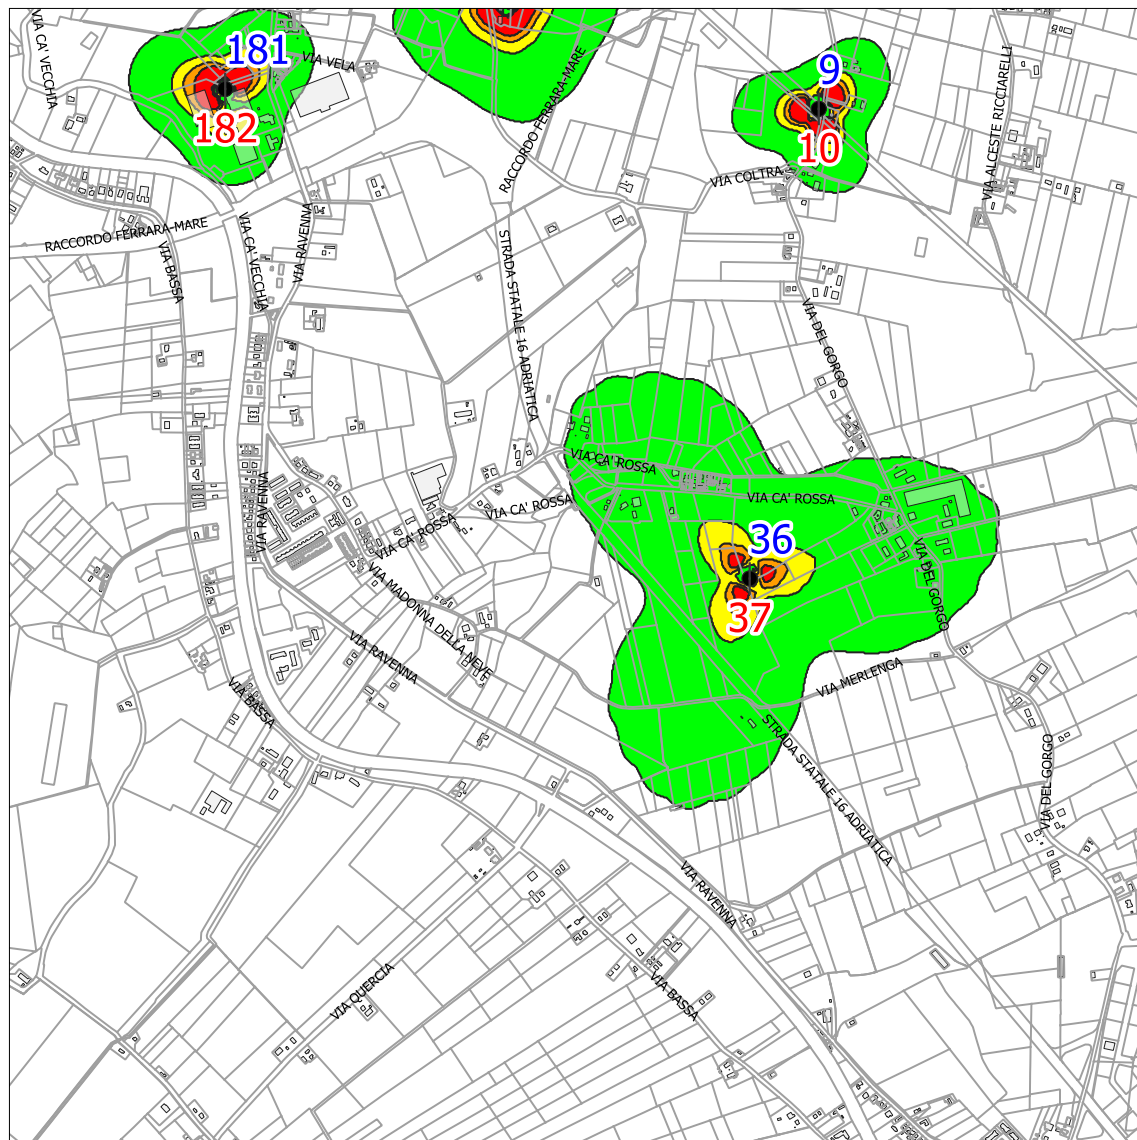 VIA CA' VECCHIA
181
VIA VELA
182
RACCORDO FERRARA-MARE
9
10
VIA COLTRA
VIA ALCESTE RICCIARELLI
RACCORDO FERRARA-MARE
VIA BASSA
VIA CA' VECCHIA
VIA RAVENNA
STRADA STATALE 16 ADRIATICA
VIA DEL GORGO
VIA CA' ROSSA
VIA CA' ROSSA
VIA CA' ROSSA
VIA CA' ROSSA
VIA RAVENNA
36
37
VIA DEL GORGO
VIA MADONNA DELLA NEVE
VIA RAVENNA
VIA MERLENGA
VIA BASSA
STRADA STATALE 16 ADRIATICA
VIA DEL GORGO
VIA RAVENNA
VIA QUERCIA
VIA BASSA